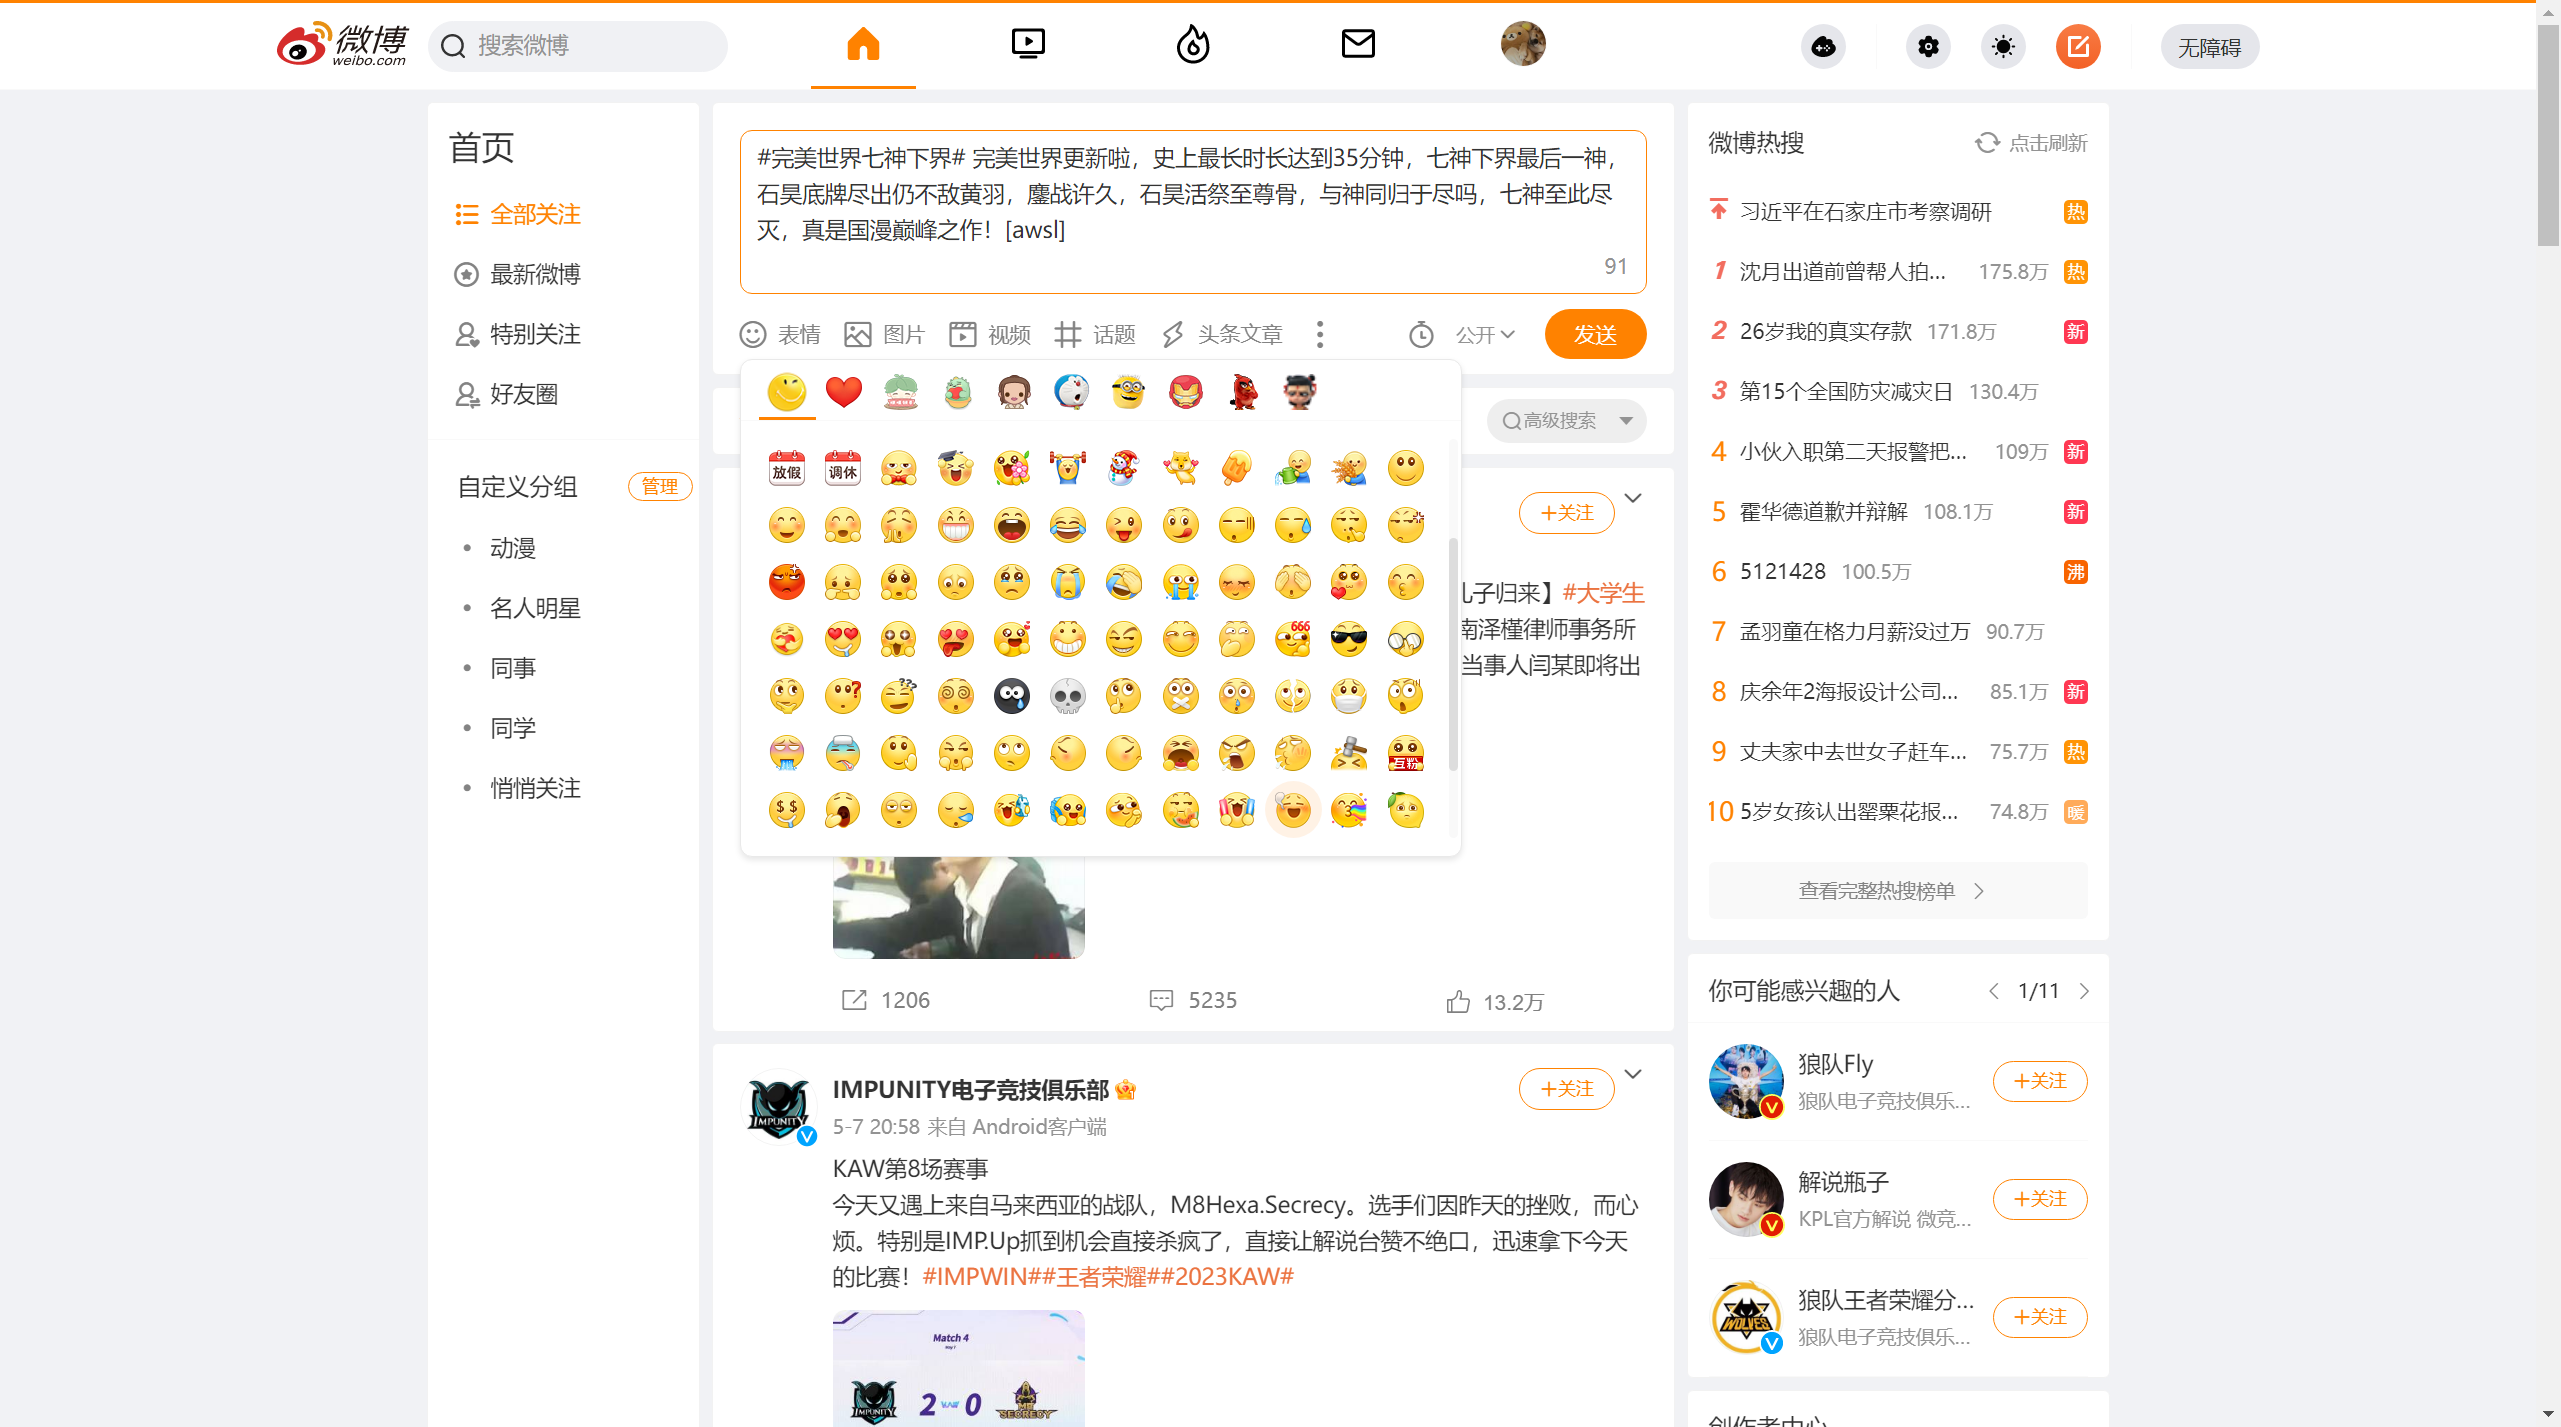 微博
weibo.com
搜索微博
无障碍
首页
全部关注
最新微博
特别关注
好友圈
自定义分组
管理
动漫
名人明星
同事
同学
悄悄关注
#完美世界七神下界# 完美世界更新啦，史上最长时长达到35分钟，七神下界最后一神，
石昊底牌尽出仍不敌黄羽，鏖战许久，石昊活祭至尊骨，与神同归于尽吗，七神至此尽
灭，真是国漫巅峰之作！[awsl]
91
表情
图片
视频
话题
头条文章
公开
发送
高级搜索
放假
调休
666
互粉
+关注
儿子归来】#大学生
南泽槿律师事务所
当事人闫某即将出
1206
5235
13.2万
IMPUNITY电子竞技俱乐部
+关注
5-7 20:58 来自 Android客户端
KAW第8场赛事
今天又遇上来自马来西亚的战队，M8Hexa.Secrecy。选手们因昨天的挫败，而心
烦。特别是IMP.Up抓到机会直接杀疯了，直接让解说台赞不绝口，迅速拿下今天
的比赛！#IMPWIN##王者荣耀##2023KAW#
Match 4
May 7
2 KAW 0
IMPUNITY
SECRECY
微博热搜
点击刷新
习近平在石家庄市考察调研 热
1 沈月出道前曾帮人拍... 175.8万 热
2 26岁我的真实存款 171.8万 新
3 第15个全国防灾减灾日 130.4万
4 小伙入职第二天报警把... 109万 新
5 霍华德道歉并辩解 108.1万 新
6 5121428 100.5万 沸
7 孟羽童在格力月薪没过万 90.7万
8 庆余年2海报设计公司... 85.1万 新
9 丈夫家中去世女子赶车... 75.7万 热
10 5岁女孩认出罂粟花报... 74.8万 暖
查看完整热搜榜单
你可能感兴趣的人
1/11
狼队Fly
狼队电子竞技俱乐...
+关注
解说瓶子
KPL官方解说 微竞...
+关注
狼队王者荣耀分...
狼队电子竞技俱乐...
+关注
WOLVES
创作者中心